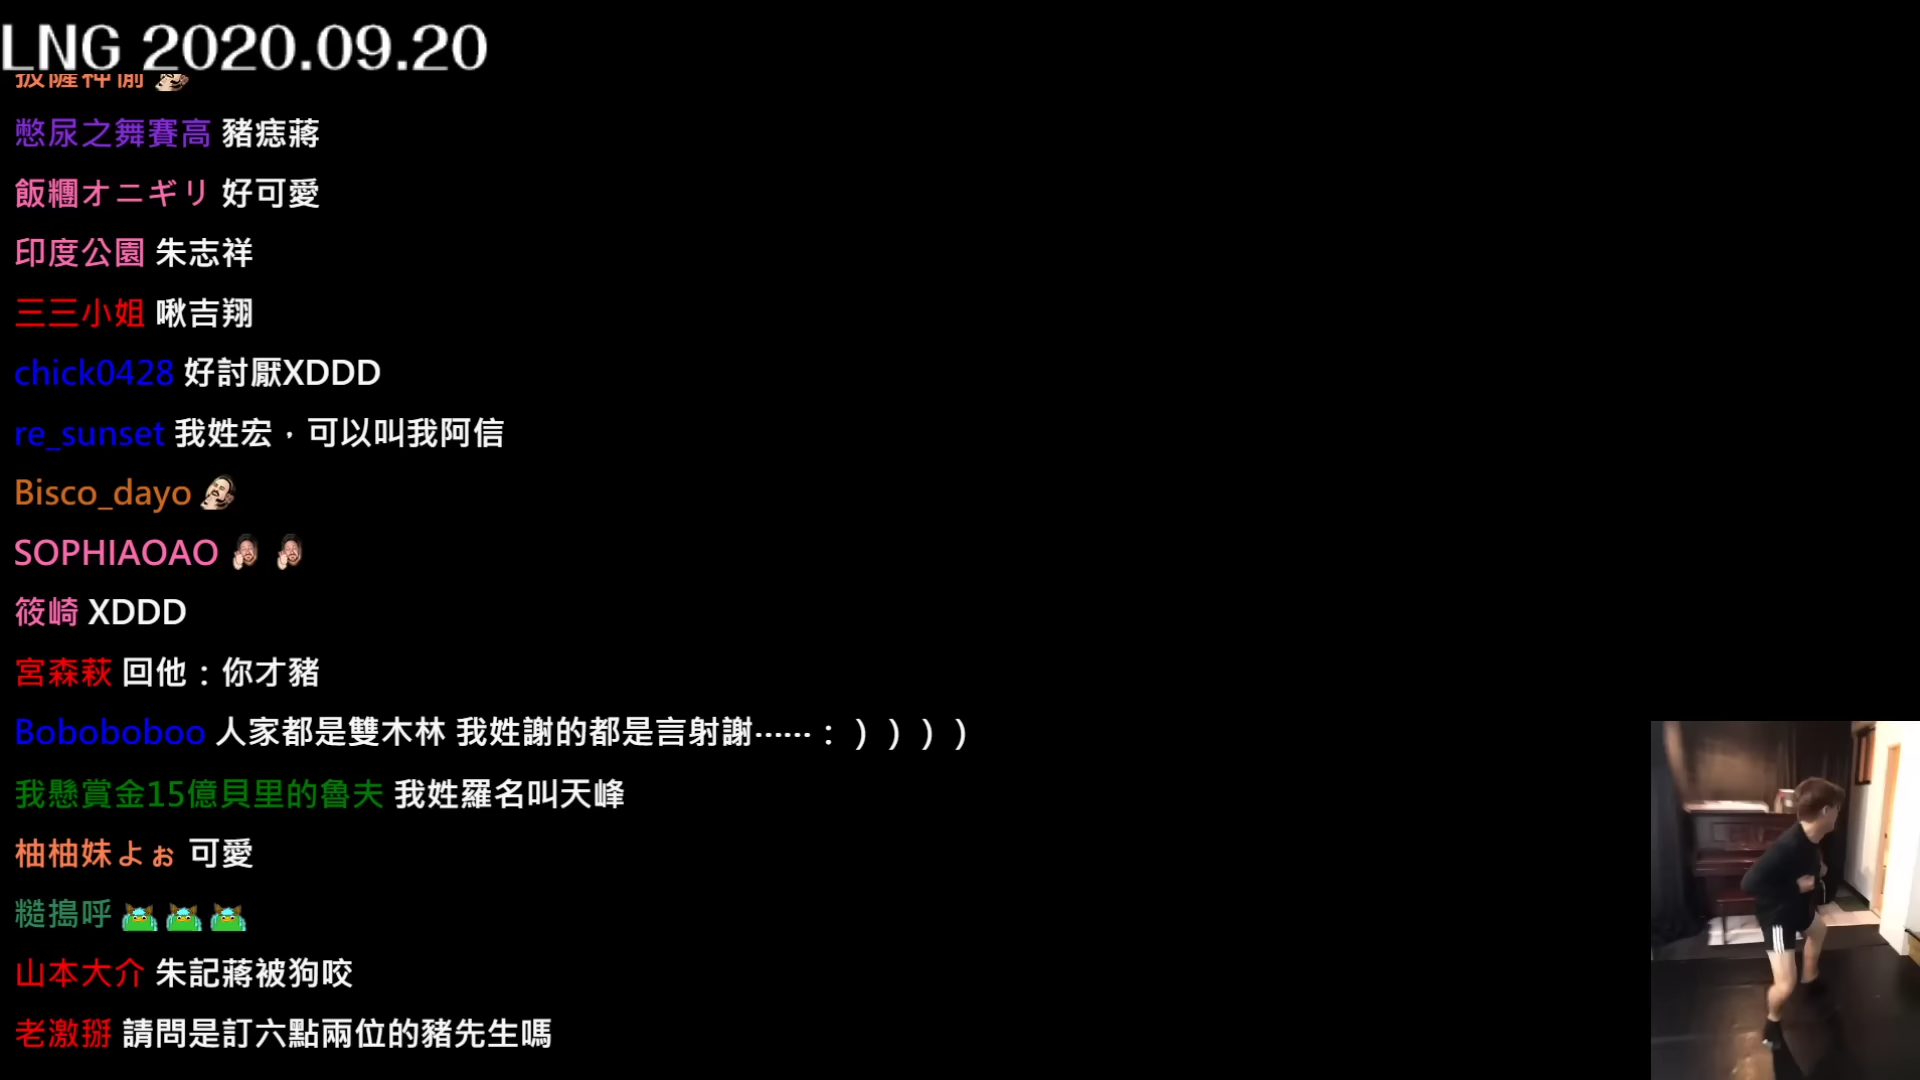 LNG 2020.09.20
披薩神偷
憋尿之舞賽高 豬痣蔣
飯糰オニギリ 好可愛
印度公園 朱志祥
三三小姐 啾吉翔
chick0428 好討厭XDDD
re_sunset 我姓宏，可以叫我阿信
Bisco_dayo
SOPHIAOAO
筱崎 XDDD
宮森萩 回他：你才豬
Boboboboo 人家都是雙木林 我姓謝的都是言射謝⋯⋯：））））
我懸賞金15億貝里的魯夫 我姓羅名叫天峰
柚柚妹よぉ 可愛
糙搗呼
山本大介 朱記蔣被狗咬
老激掰 請問是訂六點兩位的豬先生嗎